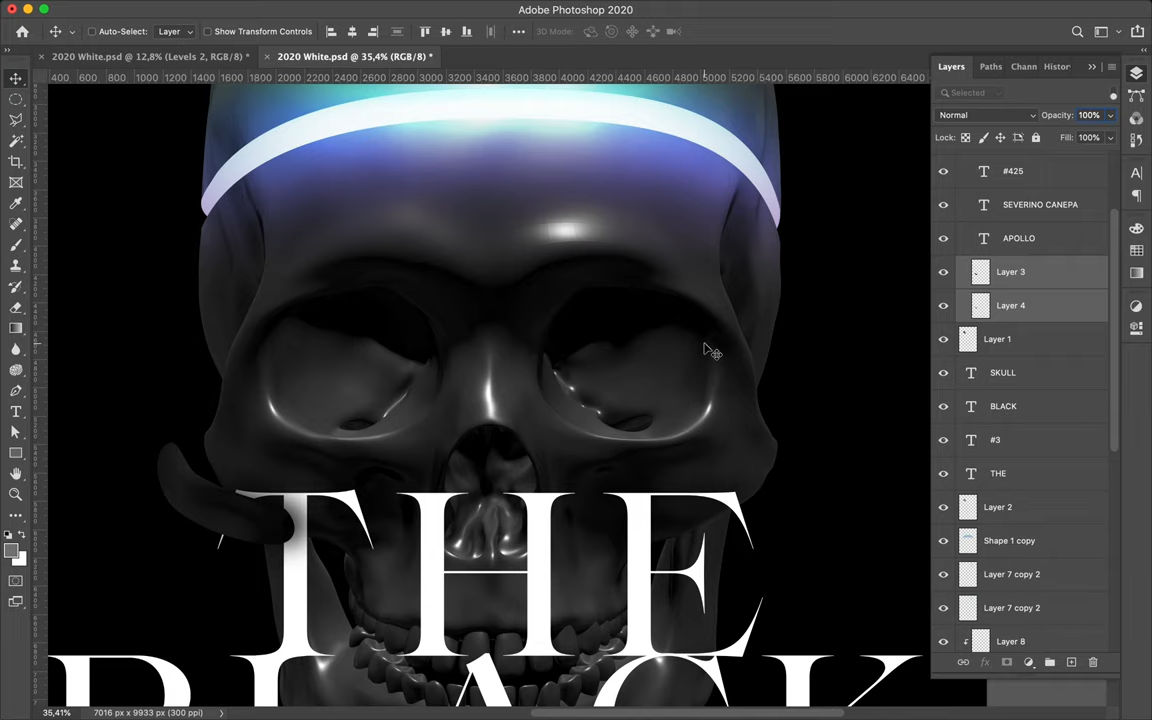 Adobe Photoshop 2020
Auto-Select: Layer Show Transform Controls 3D Mode:
2020 White.psd @ 12,8% (Levels 2, RGB/8) * 2020 White.psd @ 35,4% (RGB/8) *
400 600 800 1000 1200 1400 1600 1800 2000 2200 2400 2600 2800 3000 3200 3400 3600 3800 4000 4200 4400 4600 4800 5000 5200 5400 5600 5800 6000 6200 6400
Layers Paths Chann Histor
Selected
Normal Opacity: 100%
Lock: Fill: 100%
#425
SEVERINO CANEPA
APOLLO
Layer 3
Layer 4
Layer 1
SKULL
BLACK
#3
THE
Layer 2
Shape 1 copy
Layer 7 copy 2
Layer 7 copy 2
Layer 8
THE
BLACK
35,41% 7016 px x 9933 px (300 ppi)